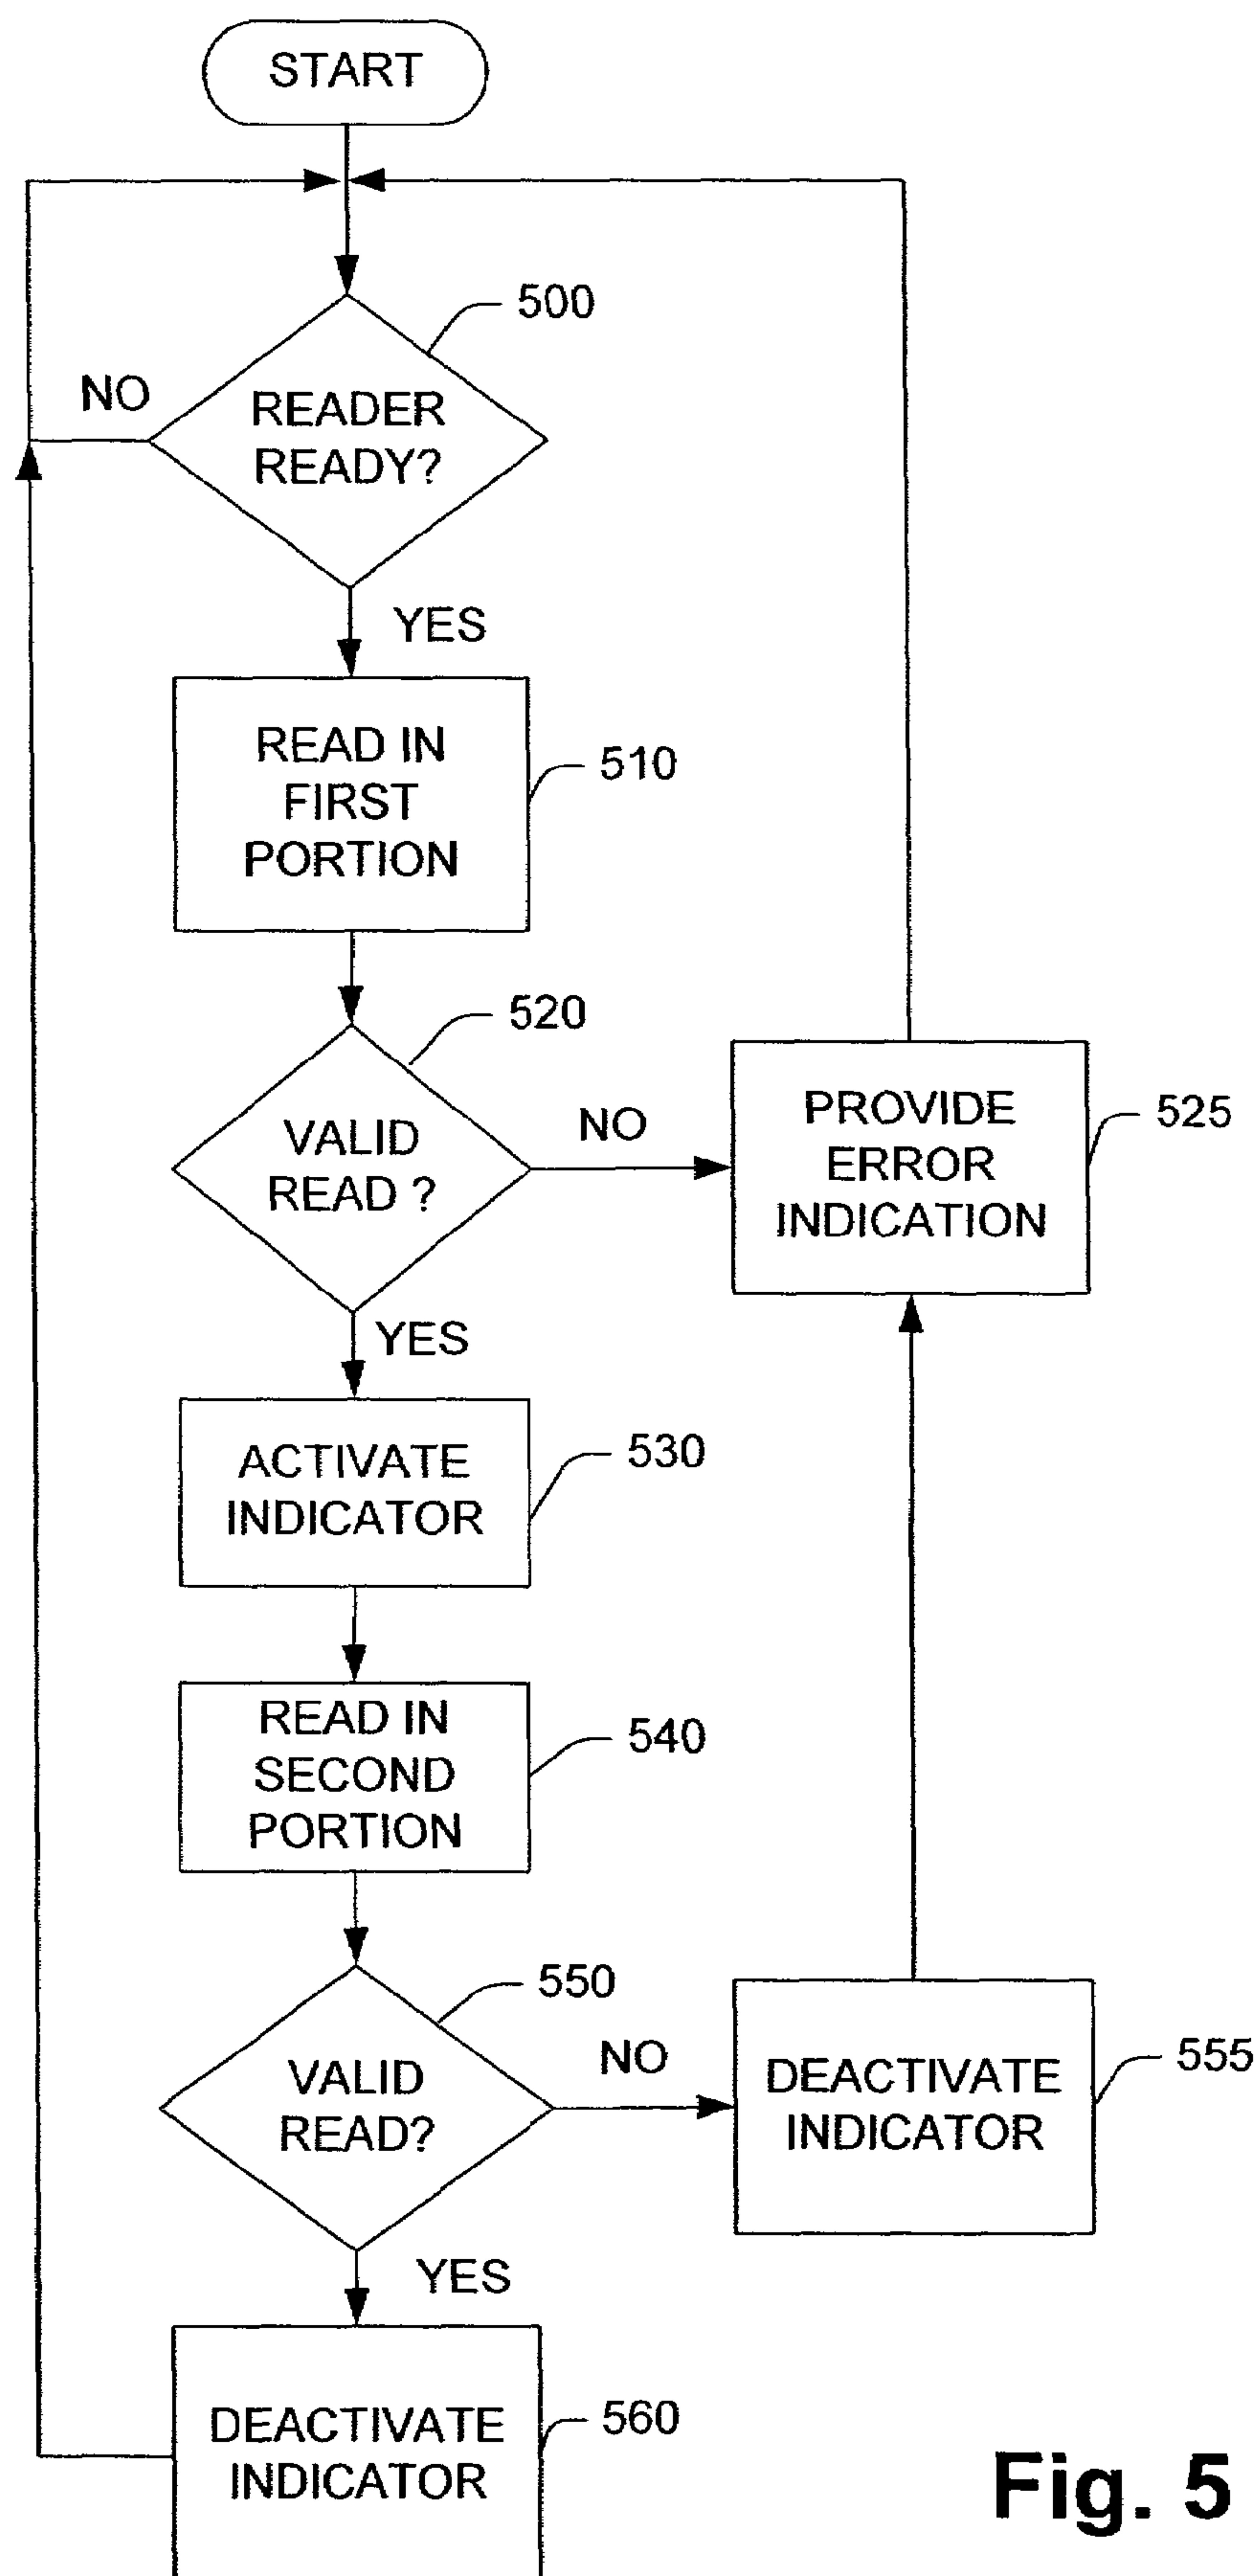 START
500
NO
READER
READY?
YES
READ IN
FIRST
PORTION
510
520
VALID
READ ?
NO
PROVIDE
ERROR
INDICATION
525
YES
ACTIVATE
INDICATOR
530
READ IN
SECOND
PORTION
540
550
VALID
READ?
NO
DEACTIVATE
INDICATOR
555
YES
DEACTIVATE
INDICATOR
560
Fig. 5